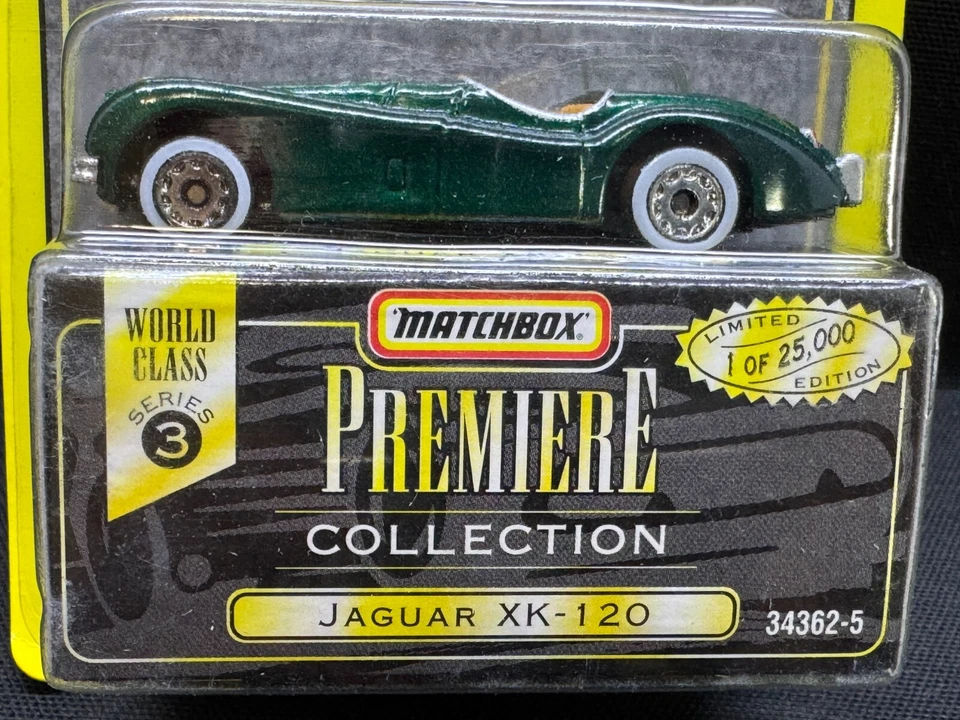 WORLD
CLASS
SERIES
3
"MATCHBOX"
LIMITED
1 OF 25,000
EDITION
PREMIERE
COLLECTION
JAGUAR XK-120
34362-5